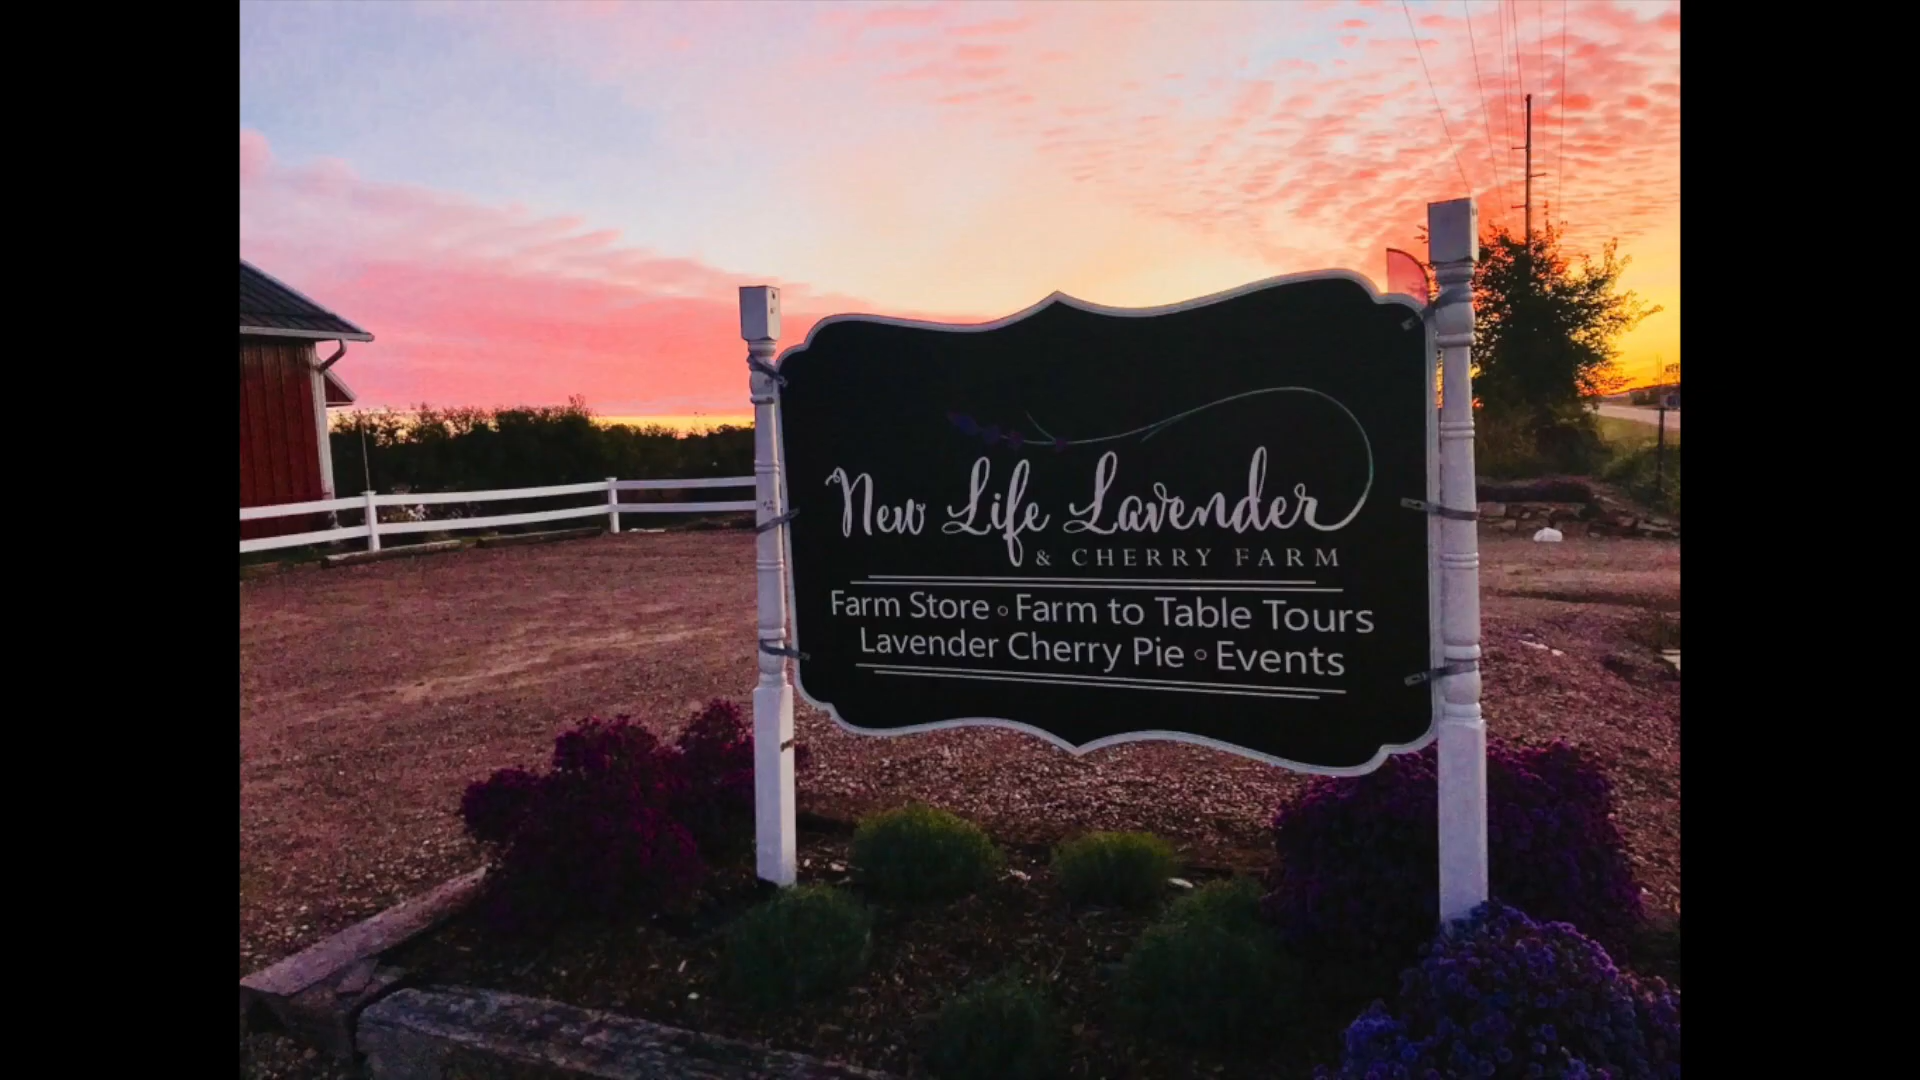 New Life Lavender
& CHERRY FARM
Farm Store ∘ Farm to Table Tours
Lavender Cherry Pie ∘ Events